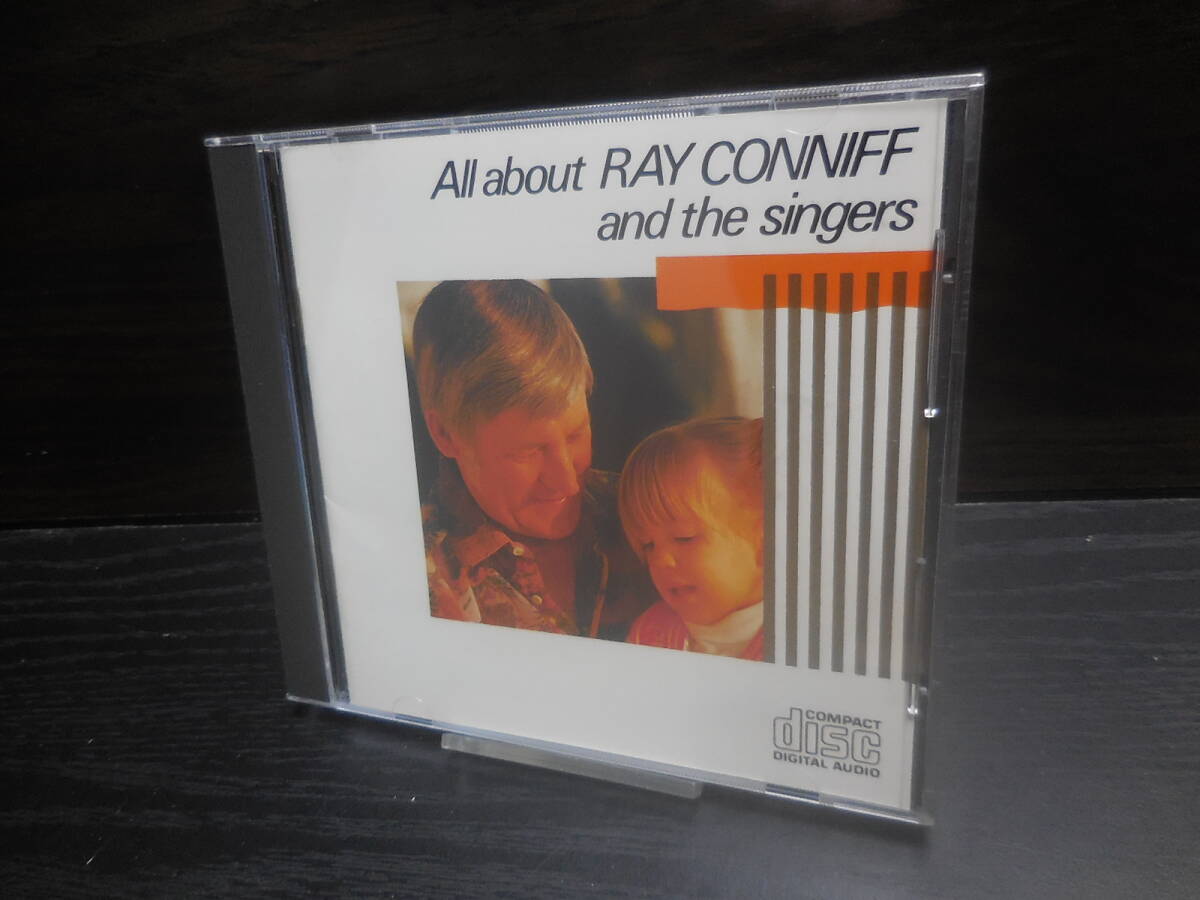 All about RAY CONNIFF
and the singers
COMPACT
disc
DIGITAL AUDIO